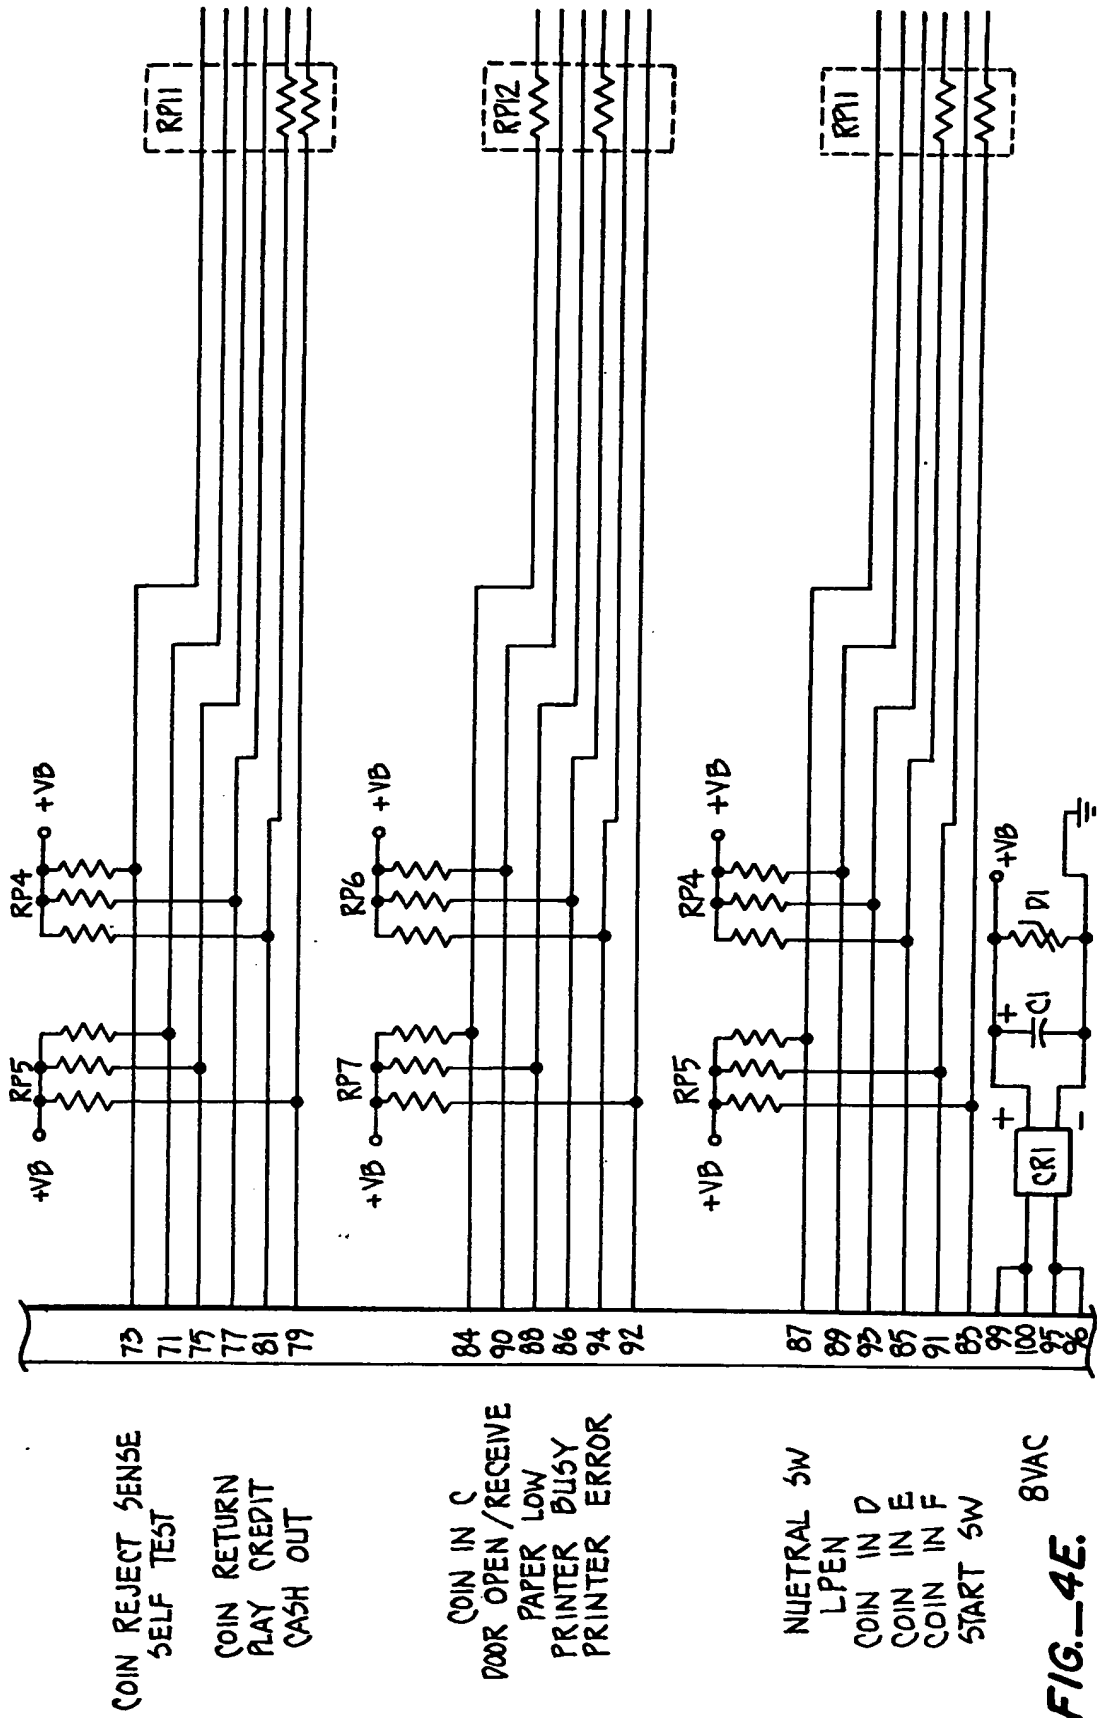 COIN REJECT SENSE
SELF TEST
COIN RETURN
PLAY CREDIT
CASH OUT
73
71
75
77
81
79
+VB
RP5
RP4
+VB
RP11
COIN IN C
DOOR OPEN/RECEIVE
PAPER LOW
PRINTER BUSY
PRINTER ERROR
84
90
88
86
94
92
+VB
RP7
RP6
+VB
RP12
NUETRAL SW
LPEN
COIN IN D
COIN IN E
COIN IN F
START SW
87
89
93
85
91
83
+VB
RP5
RP4
+VB
RP11
8VAC
99
100
95
96
CR1
+
-
+
C1
D1
+VB
FIG._4E.